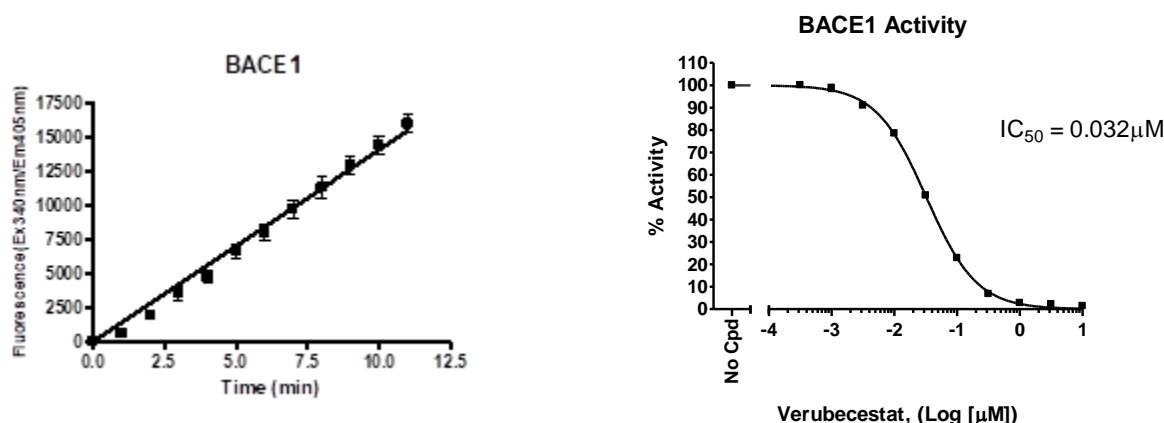 BACE1
Fluorescence(Ex340nm/Em405nm)
17500
15000
12500
10000
7500
5000
2500
0
0.0 2.5 5.0 7.5 10.0 12.5
Time (min)
BACE1 Activity
% Activity
110
100
90
80
70
60
50
40
30
20
10
0
IC50 = 0.032μM
No Cpd -4 -3 -2 -1 0 1
Verubecestat, (Log [μM])